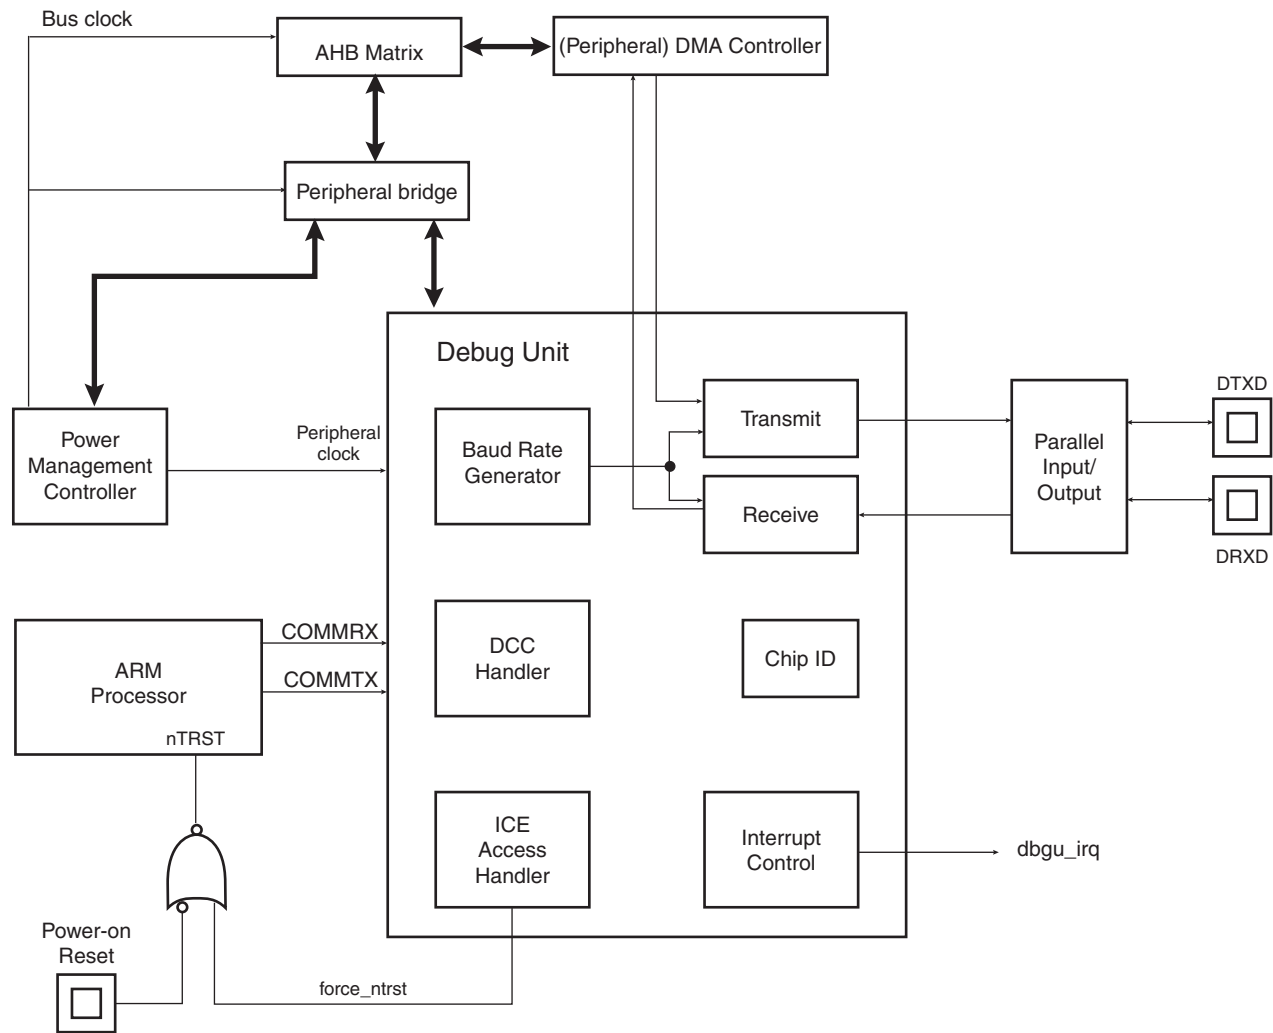 Bus clock
AHB Matrix
(Peripheral) DMA Controller
Peripheral bridge
Debug Unit
Power
Management
Controller
Peripheral
clock
Baud Rate
Generator
Transmit
Receive
Parallel
Input/
Output
DTXD
DRXD
ARM
Processor
nTRST
COMMRX
COMMTX
DCC
Handler
Chip ID
ICE
Access
Handler
Interrupt
Control
dbgu_irq
Power-on
Reset
force_ntrst